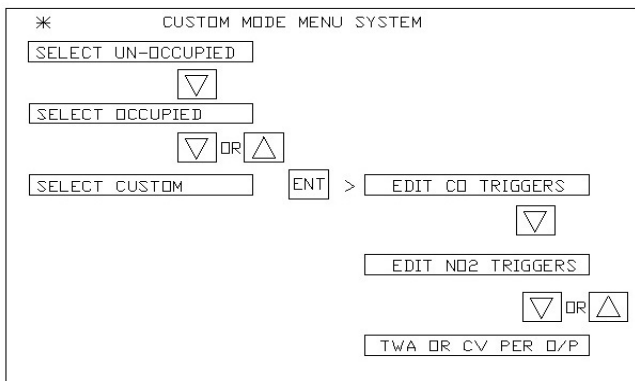 * CUSTOM MODE MENU SYSTEM
SELECT UN-OCCUPIED
SELECT OCCUPIED
OR
SELECT CUSTOM ENT > EDIT CO TRIGGERS
EDIT NO2 TRIGGERS
OR
TWA OR CV PER O/P